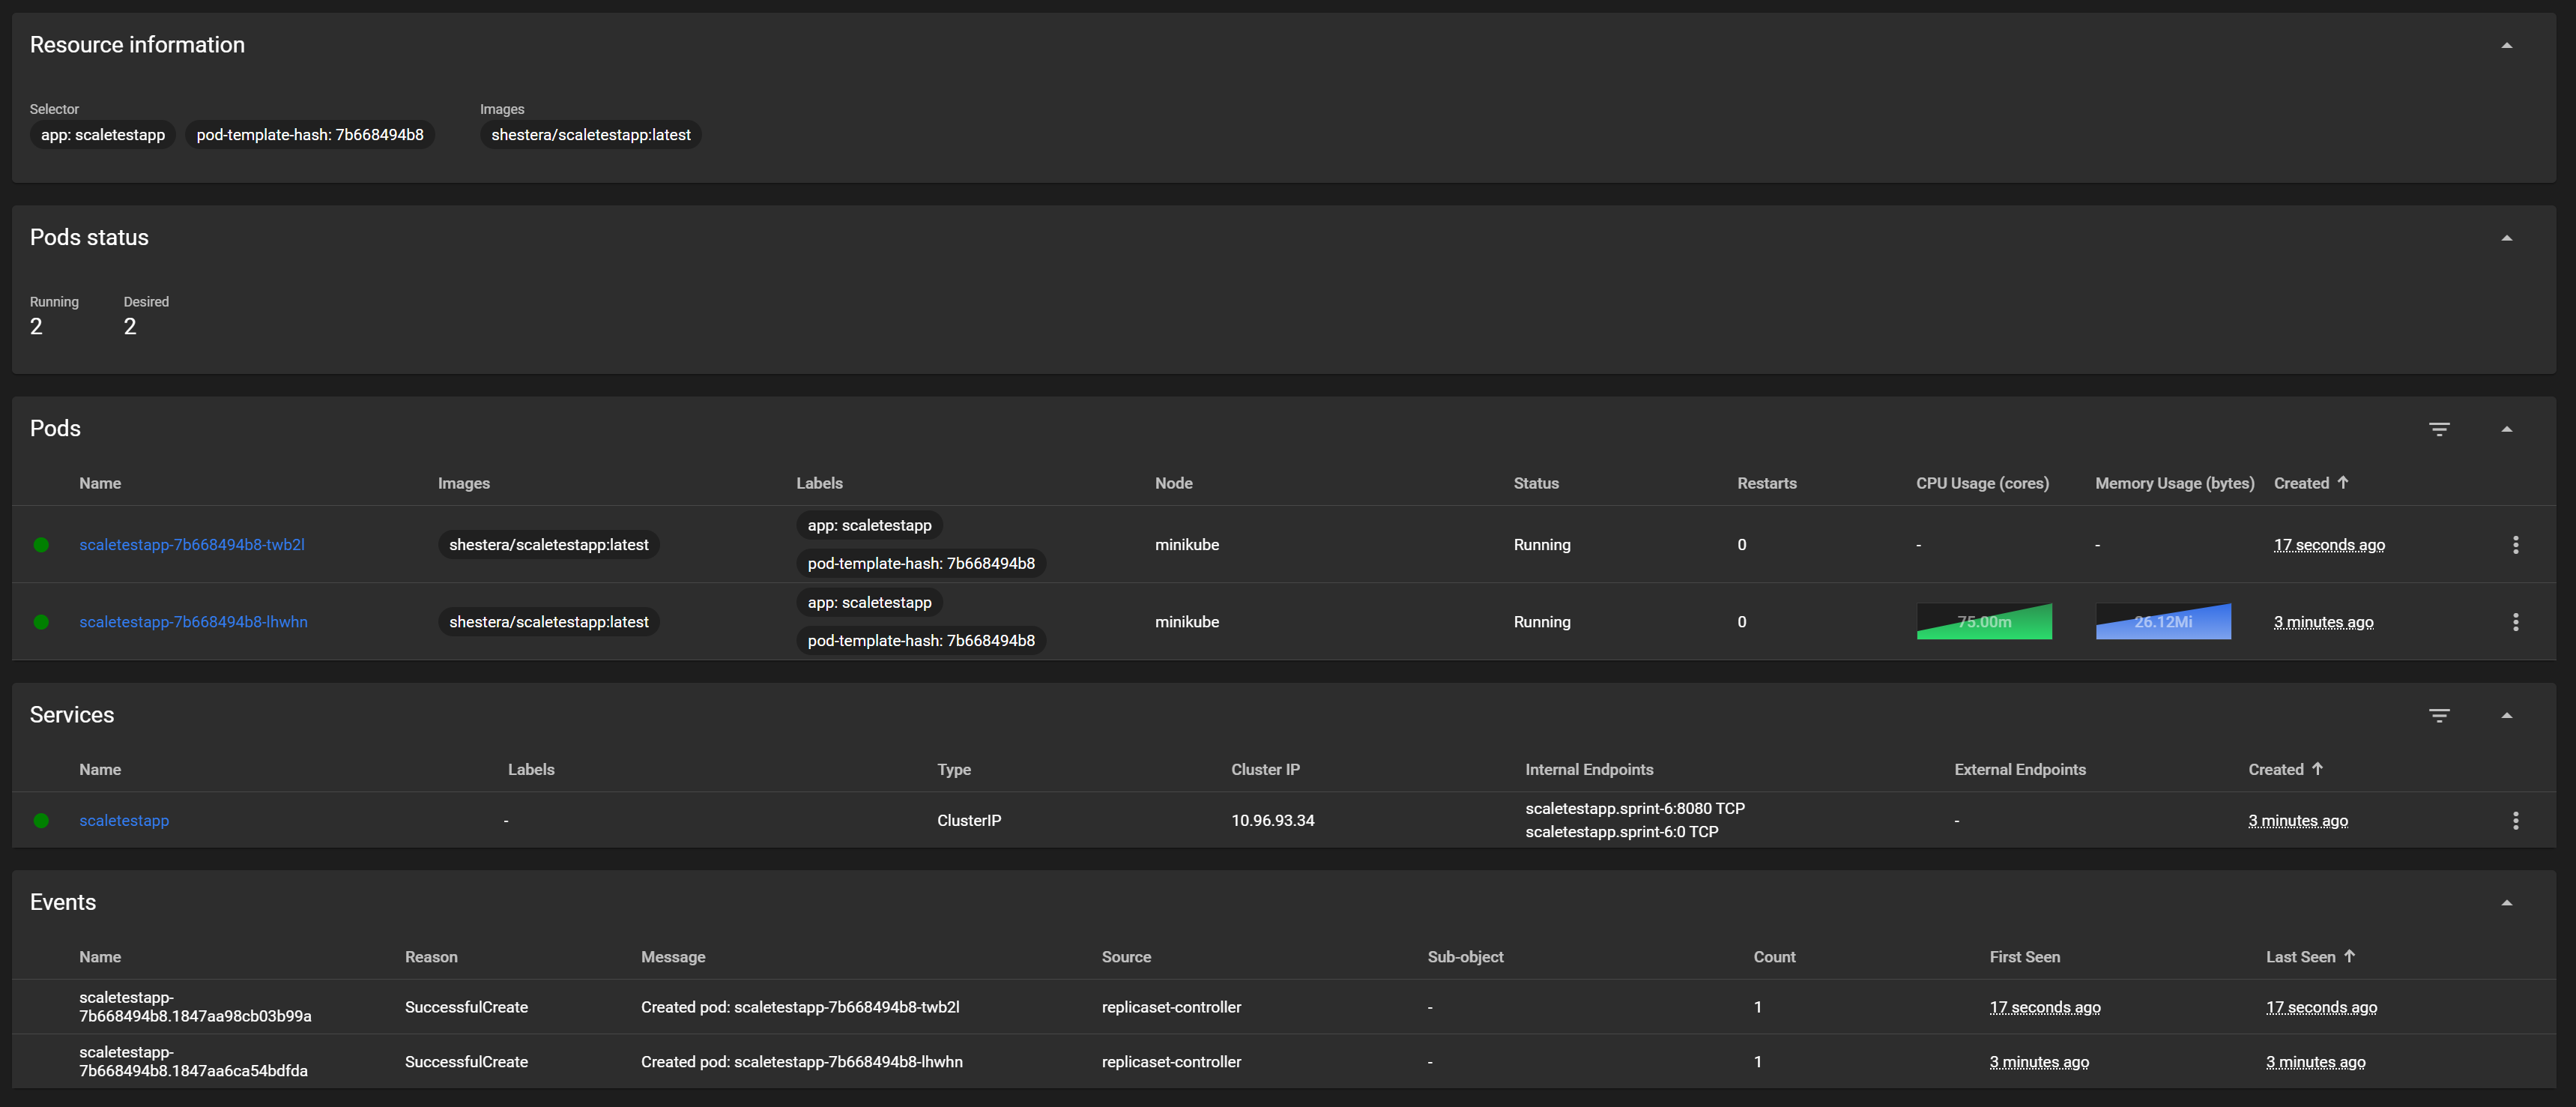 Resource information
Selector Images
app: scaletestapp pod-template-hash: 7b668494b8 shestera/scaletestapp:latest
Pods status
Running Desired
2 2
Pods
Name Images Labels Node Status Restarts CPU Usage (cores) Memory Usage (bytes) Created
app: scaletestapp
scaletestapp-7b668494b8-twb2l shestera/scaletestapp:latest minikube Running 0 - - 17 seconds ago
pod-template-hash: 7b668494b8
app: scaletestapp
scaletestapp-7b668494b8-lhwhn shestera/scaletestapp:latest minikube Running 0 75.00m 26.12Mi 3 minutes ago
pod-template-hash: 7b668494b8
Services
Name Labels Type Cluster IP Internal Endpoints External Endpoints Created
scaletestapp.sprint-6:8080 TCP
scaletestapp - ClusterIP 10.96.93.34 - 3 minutes ago
scaletestapp.sprint-6:0 TCP
Events
Name Reason Message Source Sub-object Count First Seen Last Seen
scaletestapp-
7b668494b8.1847aa98cb03b99a SuccessfulCreate Created pod: scaletestapp-7b668494b8-twb2l replicaset-controller - 1 17 seconds ago 17 seconds ago
scaletestapp-
7b668494b8.1847aa6ca54bdfda SuccessfulCreate Created pod: scaletestapp-7b668494b8-lhwhn replicaset-controller - 1 3 minutes ago 3 minutes ago